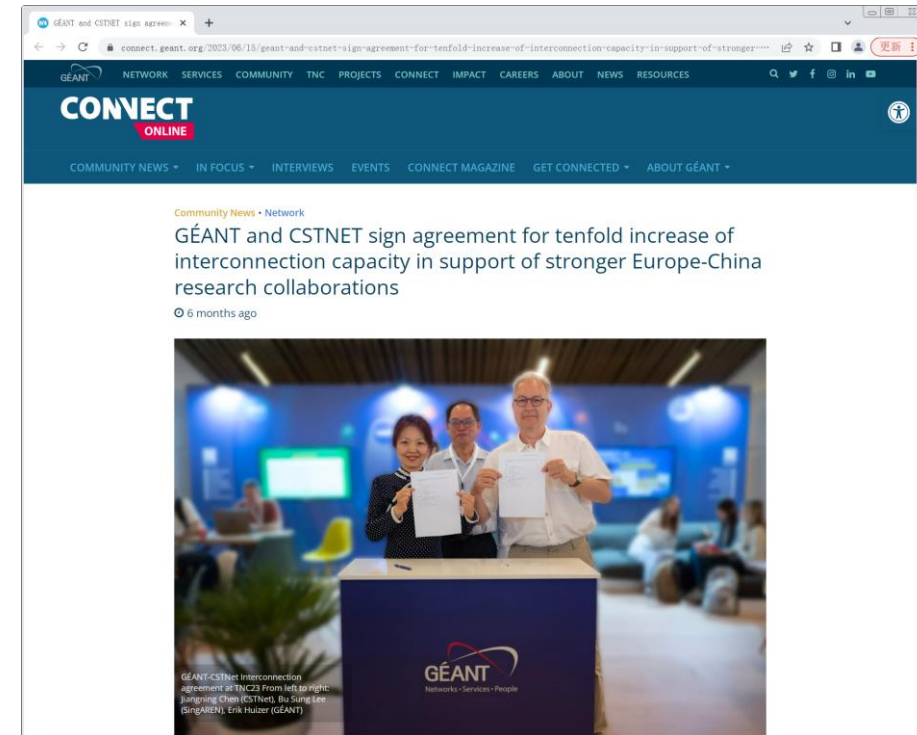 GÉANT and CSTNET sign agreem
connect.geant.org/2023/06/15/geant-and-cstnet-sign-agreement-for-tenfold-increase-of-interconnection-capacity-in-support-of-stronger-···
更新
GÉANT NETWORK SERVICES COMMUNITY TNC PROJECTS CONNECT IMPACT CAREERS ABOUT NEWS RESOURCES
CONNECT
ONLINE
COMMUNITY NEWS IN FOCUS INTERVIEWS EVENTS CONNECT MAGAZINE GET CONNECTED ABOUT GÉANT
Community News • Network
GÉANT and CSTNET sign agreement for tenfold increase of
interconnection capacity in support of stronger Europe-China
research collaborations
6 months ago
GÉANT-CSTNet Interconnection
agreement at TNC23 From left to right:
Jiangning Chen (CSTNet), Bu Sung Lee
(SingAREN), Erik Huizer (GÉANT)
GÉANT
Networks • Services • People